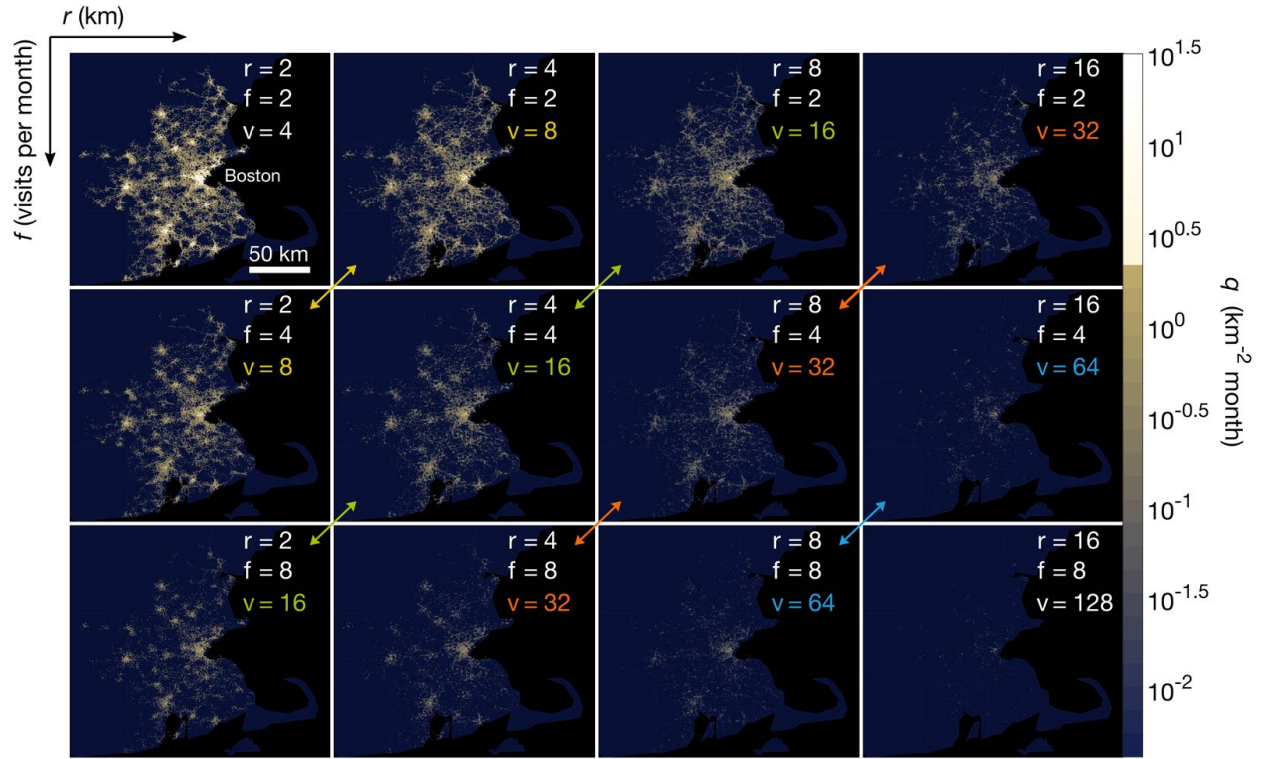 r (km)
f (visits per month)
r = 2
f = 2
v = 4
Boston
50 km
r = 4
f = 2
v = 8
r = 8
f = 2
v = 16
r = 16
f = 2
v = 32
r = 2
f = 4
v = 8
r = 4
f = 4
v = 16
r = 8
f = 4
v = 32
r = 16
f = 4
v = 64
r = 2
f = 8
v = 16
r = 4
f = 8
v = 32
r = 8
f = 8
v = 64
r = 16
f = 8
v = 128
10^1.5
10^1
10^0.5
10^0
10^-0.5
10^-1
10^-1.5
10^-2
q (km^-2 month)